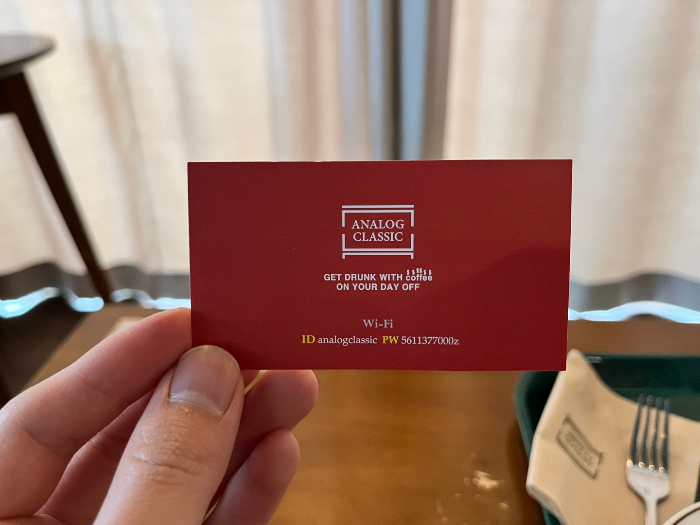 ANALOG
CLASSIC
GET DRUNK WITH coffee
ON YOUR DAY OFF
Wi-Fi
ID analogclassic PW 5611377000z